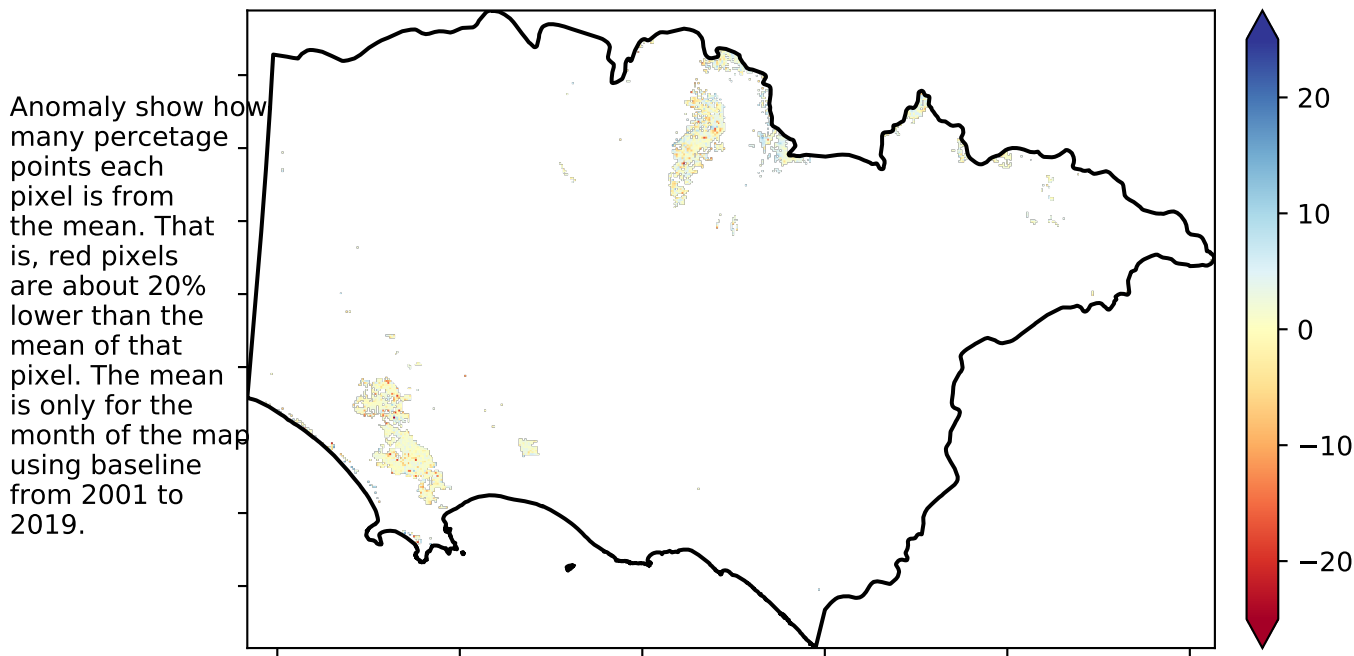 Anomaly show how
many percetage
points each
pixel is from
the mean. That
is, red pixels
are about 20%
lower than the
mean of that
pixel. The mean
is only for the
month of the map
using baseline
from 2001 to
2019.
20
10
0
−10
−20